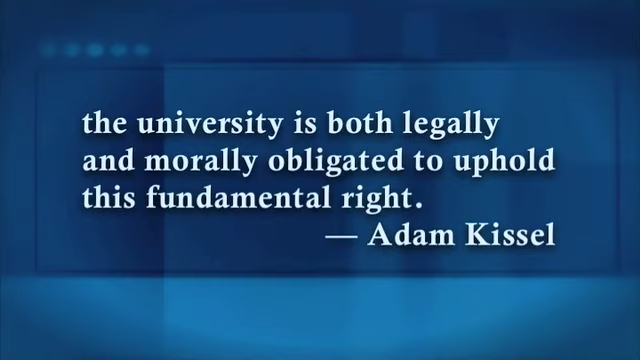 the university is both legally
and morally obligated to uphold
this fundamental right.
— Adam Kissel